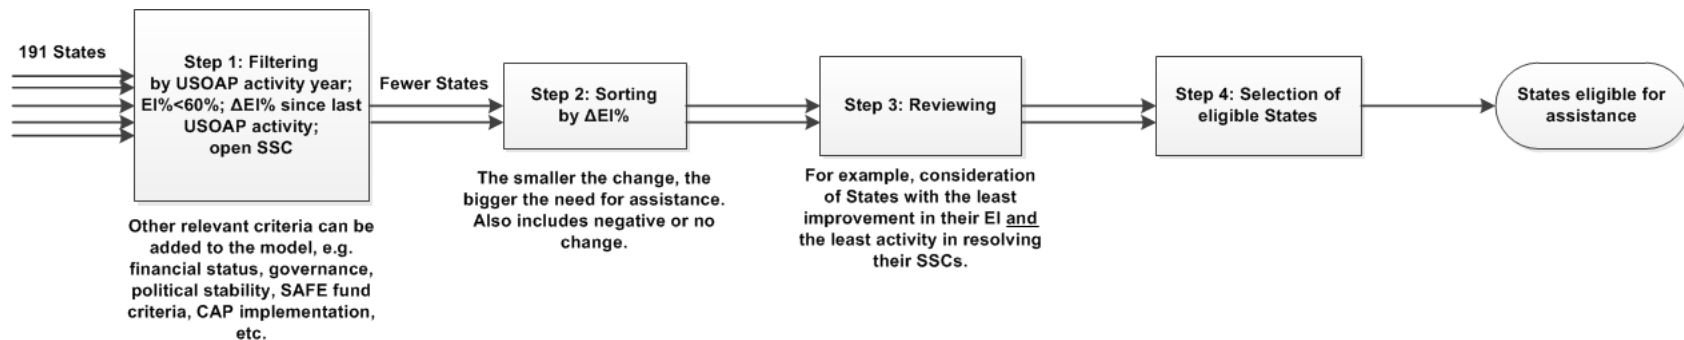 191 States
Step 1: Filtering
by USOAP activity year;
EI%<60%; ΔEI% since last
USOAP activity;
open SSC
Other relevant criteria can be
added to the model, e.g.
financial status, governance,
political stability, SAFE fund
criteria, CAP implementation,
etc.
Fewer States
Step 2: Sorting
by ΔEI%
The smaller the change, the
bigger the need for assistance.
Also includes negative or no
change.
Step 3: Reviewing
For example, consideration
of States with the least
improvement in their EI and
the least activity in resolving
their SSCs.
Step 4: Selection of
eligible States
States eligible for
assistance